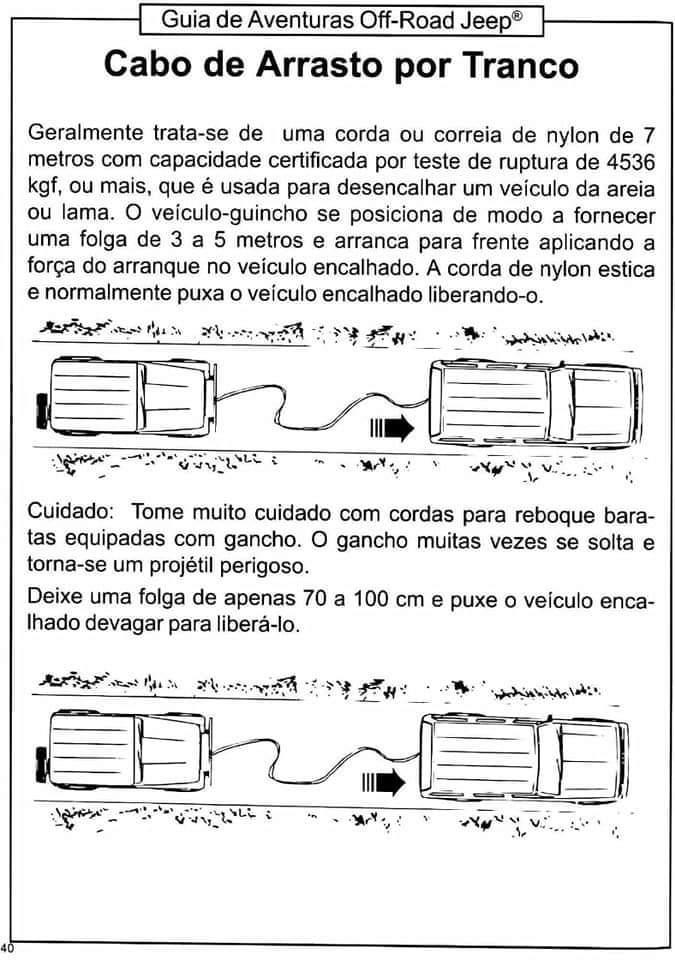 Guia de Aventuras Off-Road Jeep®
Cabo de Arrasto por Tranco
Geralmente trata-se de uma corda ou correia de nylon de 7
metros com capacidade certificada por teste de ruptura de 4536
kgf, ou mais, que é usada para desencalhar um veículo da areia
ou lama. O veículo-guincho se posiciona de modo a fornecer
uma folga de 3 a 5 metros e arranca para frente aplicando a
força do arranque no veículo encalhado. A corda de nylon estica
e normalmente puxa o veículo encalhado liberando-o.
Cuidado: Tome muito cuidado com cordas para reboque bara-
tas equipadas com gancho. O gancho muitas vezes se solta e
torna-se um projétil perigoso.
Deixe uma folga de apenas 70 a 100 cm e puxe o veículo enca-
lhado devagar para liberá-lo.
40